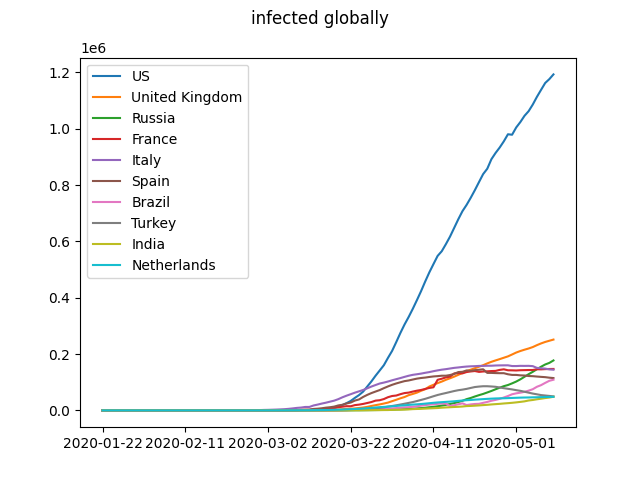 infected globally
1e6
US
United Kingdom
Russia
France
Italy
Spain
Brazil
Turkey
India
Netherlands
1.2
1.0
0.8
0.6
0.4
0.2
0.0
2020-01-22 2020-02-11 2020-03-02 2020-03-22 2020-04-11 2020-05-01